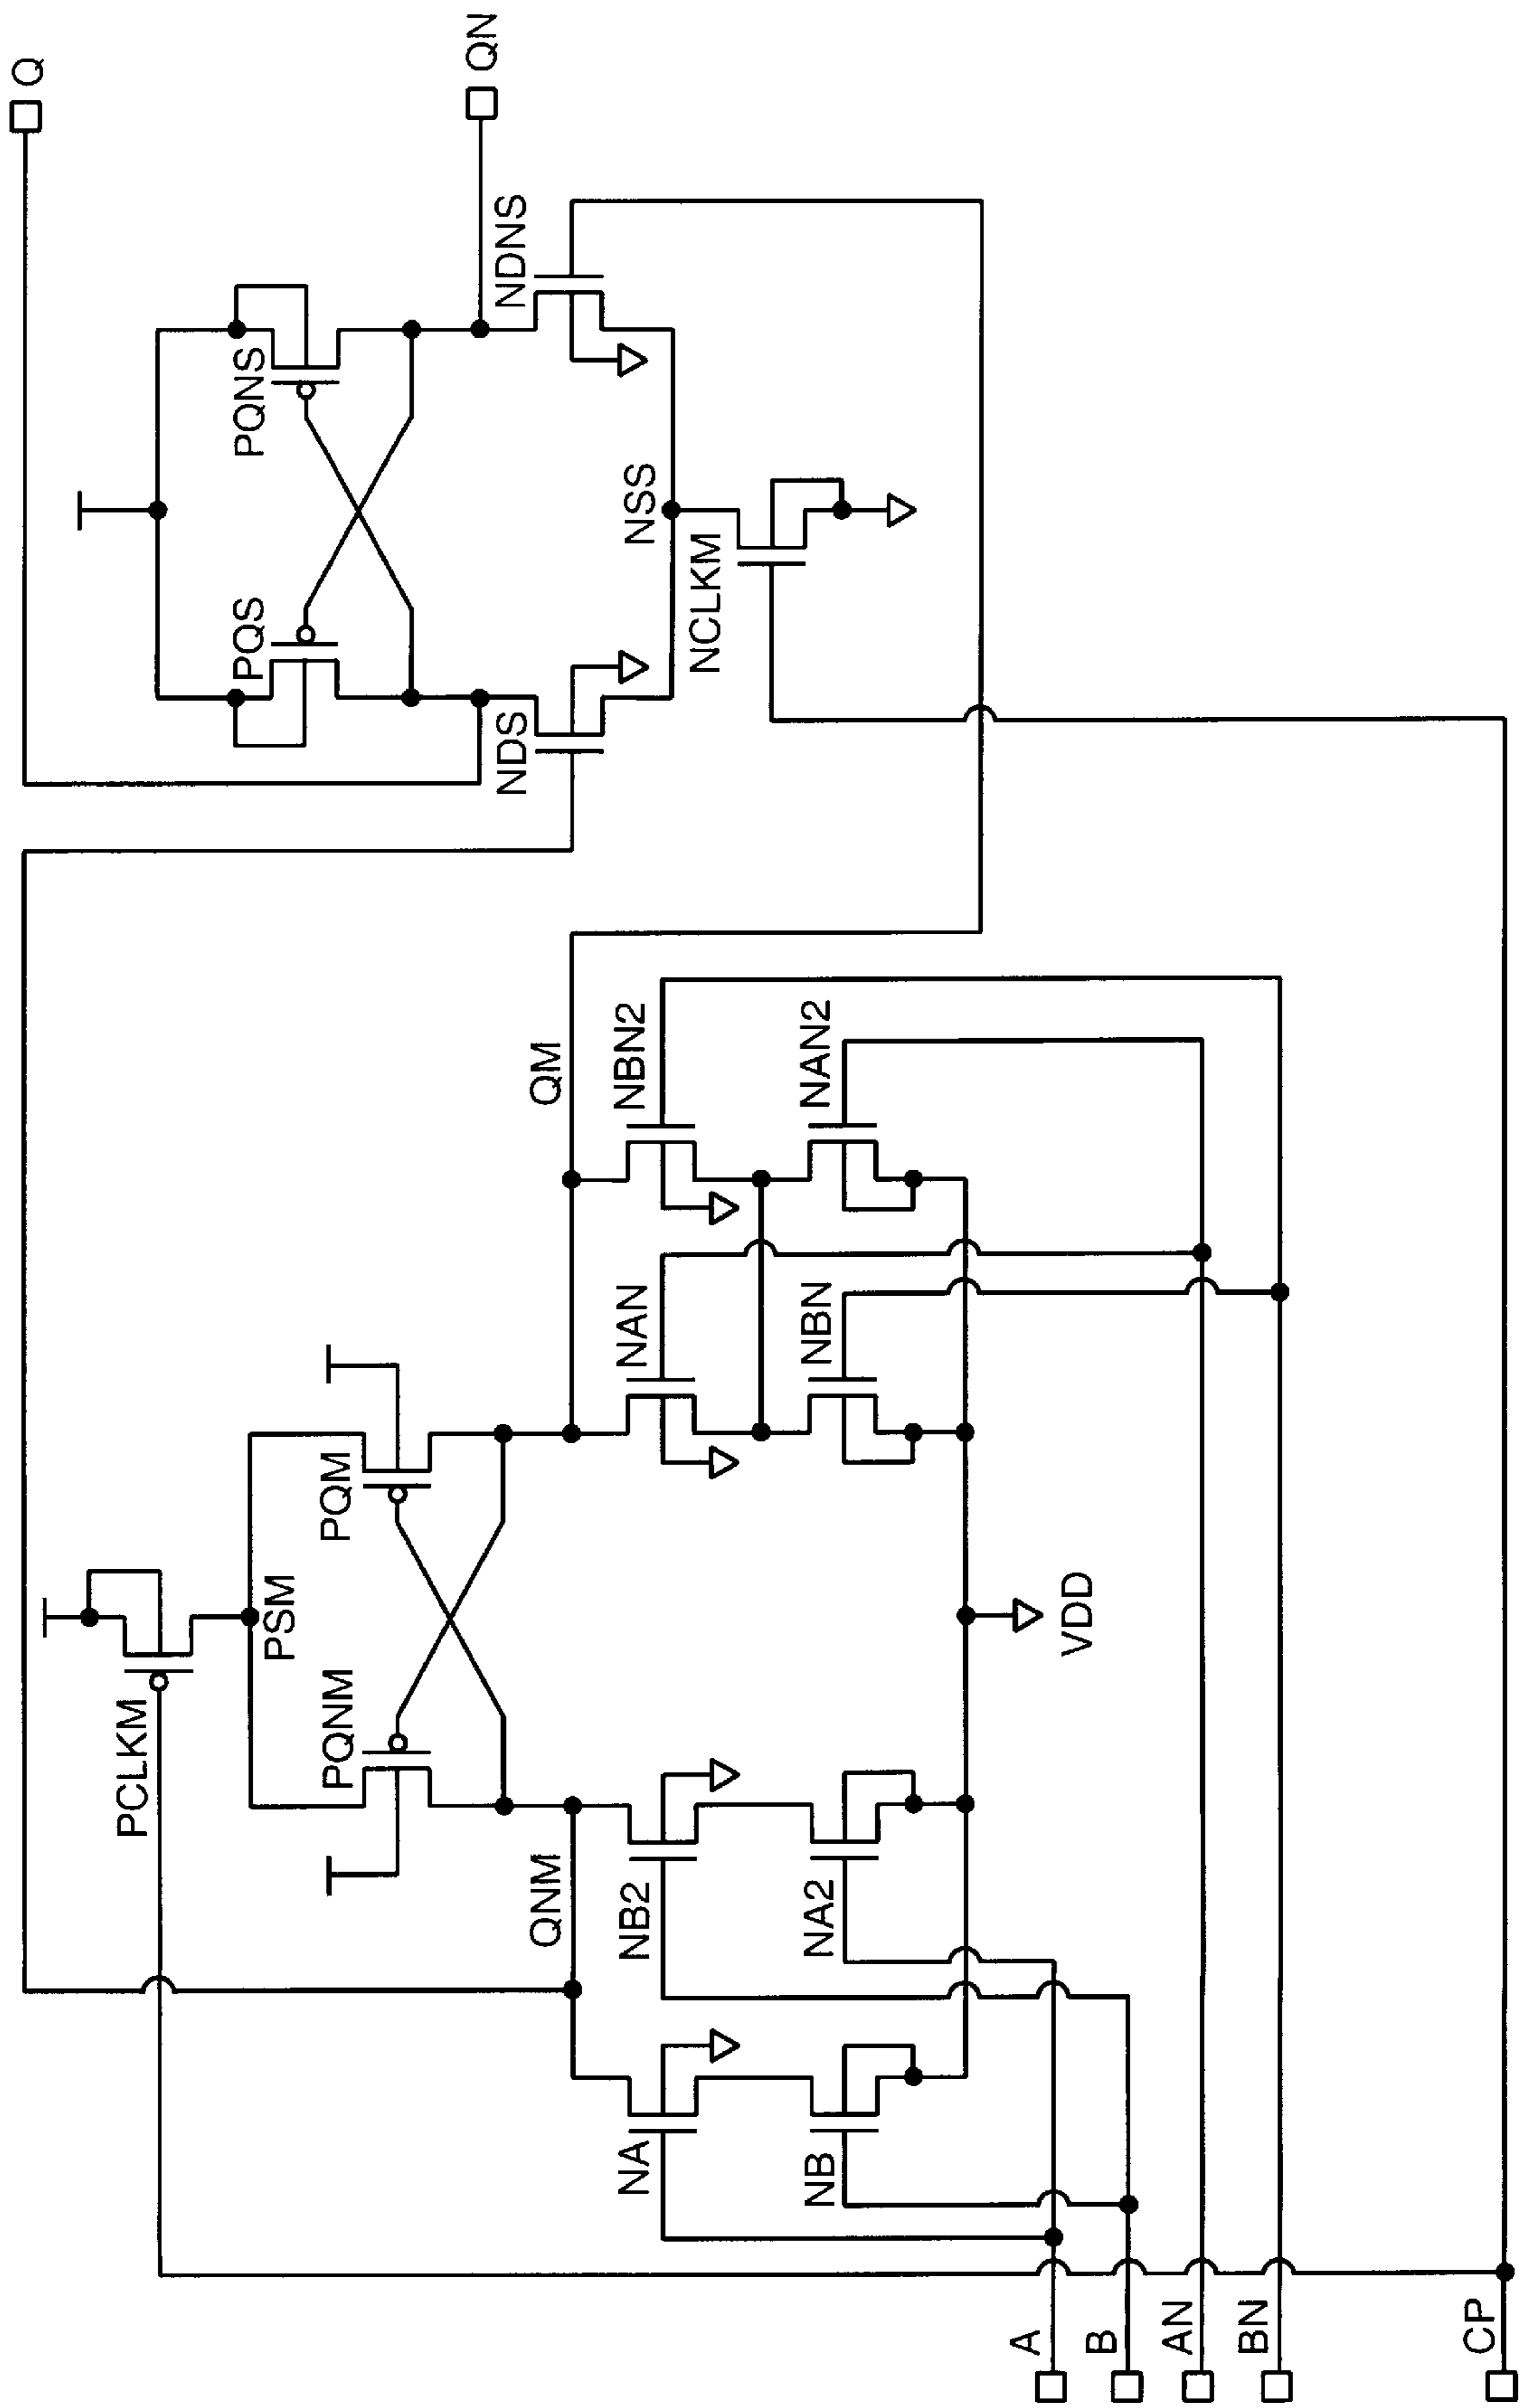 Q
QN
PQS
PQNS
NDS
NDNS
NSS
NCLKM
PCLKM
PSM
PQNM
PQM
QNM
QM
NA
NB2
NAN
NBN2
NB
NA2
NBN
NAN2
VDD
A
B
AN
BN
CP